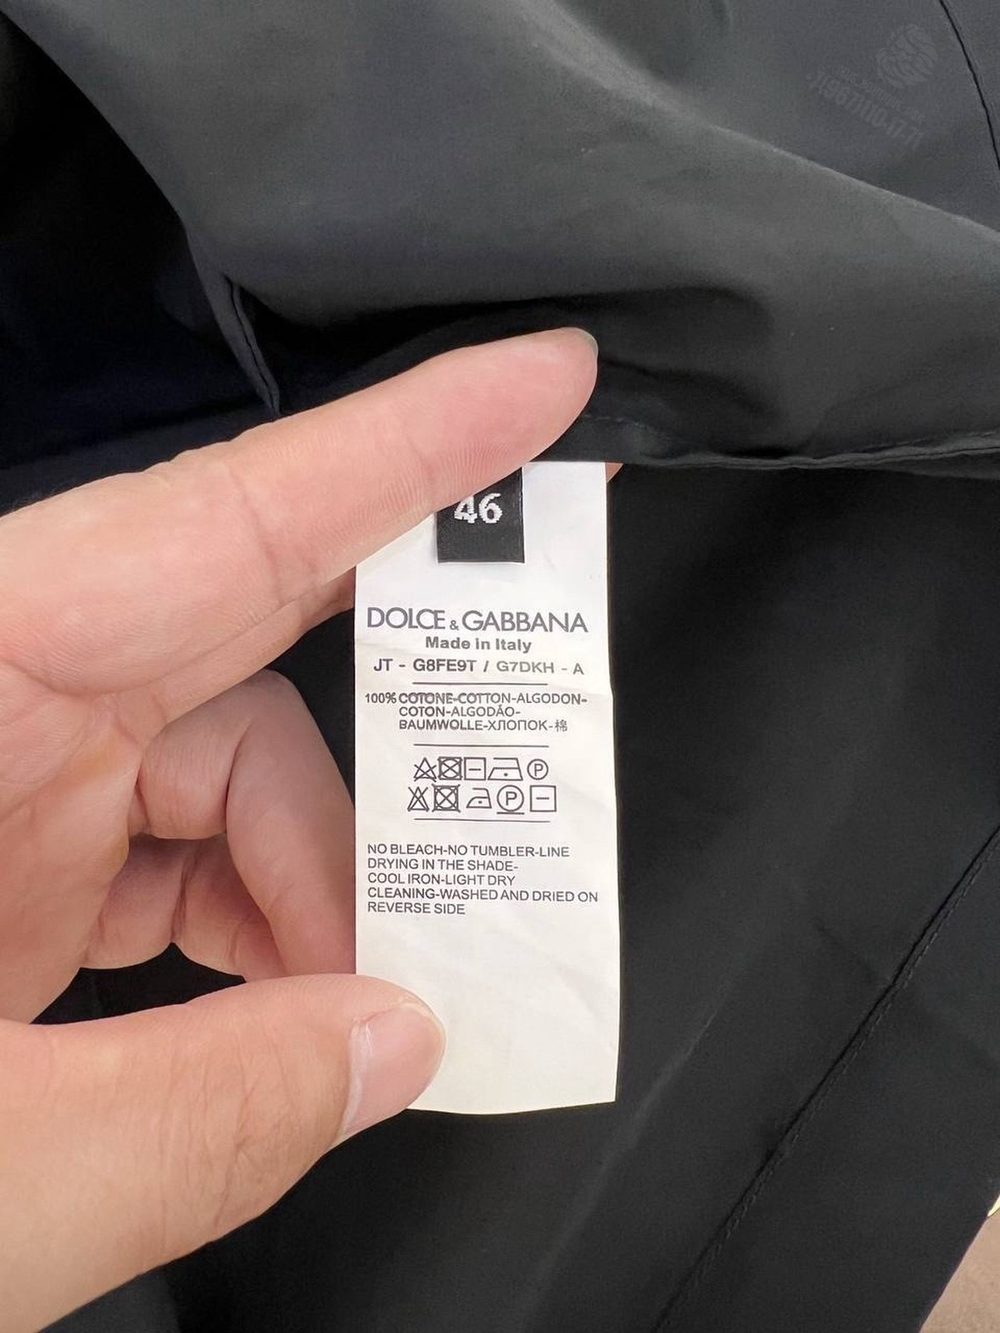 46
DOLCE & GABBANA
Made in Italy
JT - G8FE9T / G7DKH - A
100% COTONE-COTTON-ALGODON-
COTON-ALGODÃO-
BAUMWOLLE-ХЛОПОК-棉
P
P
NO BLEACH-NO TUMBLER-LINE
DRYING IN THE SHADE-
COOL IRON-LIGHT DRY
CLEANING-WASHED AND DRIED ON
REVERSE SIDE